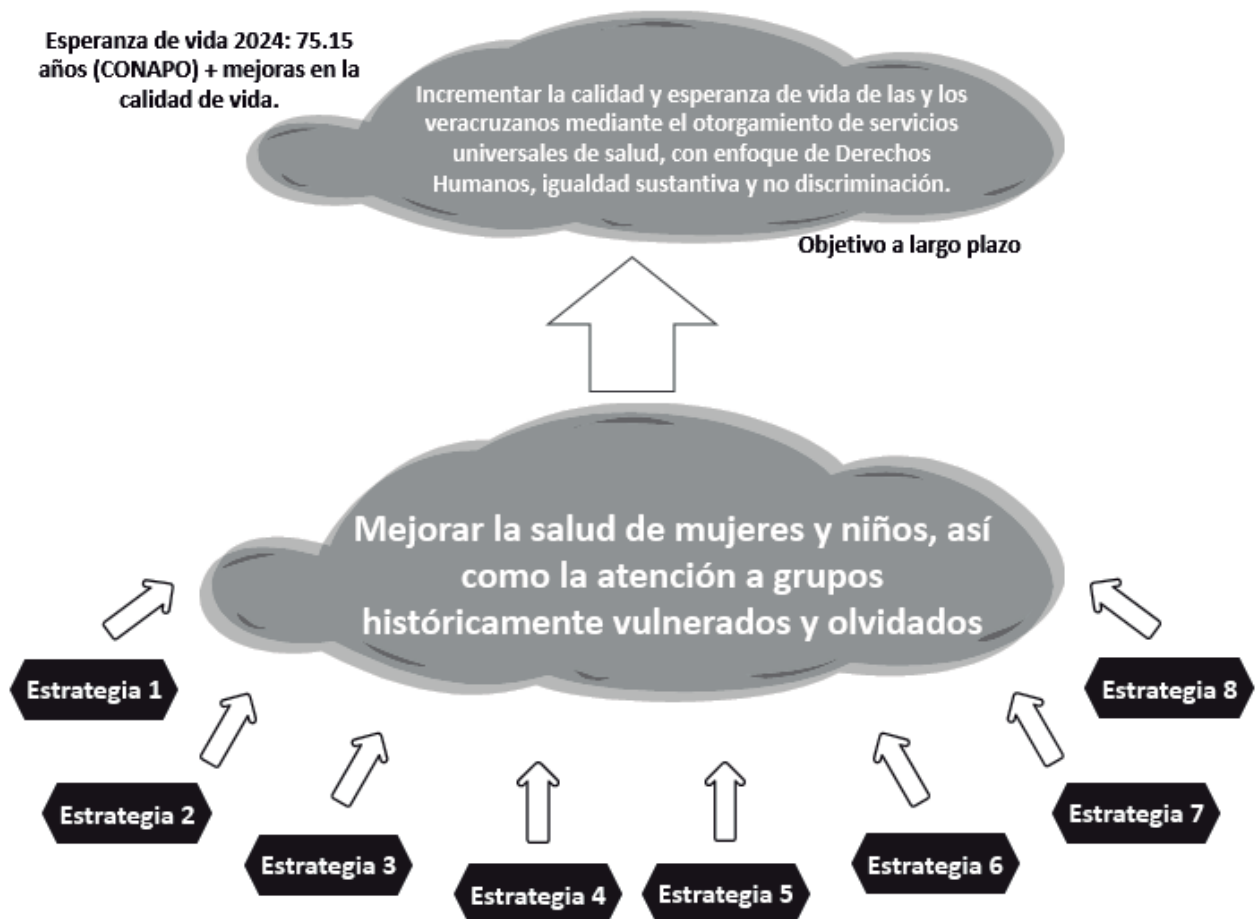 Esperanza de vida 2024: 75.15
años (CONAPO) + mejoras en la
calidad de vida.
Incrementar la calidad y esperanza de vida de las y los
veracruzanos mediante el otorgamiento de servicios
universales de salud, con enfoque de Derechos
Humanos, igualdad sustantiva y no discriminación.
Objetivo a largo plazo
Mejorar la salud de mujeres y niños, así
como la atención a grupos
históricamente vulnerados y olvidados
Estrategia 1
Estrategia 2
Estrategia 3
Estrategia 4
Estrategia 5
Estrategia 6
Estrategia 7
Estrategia 8